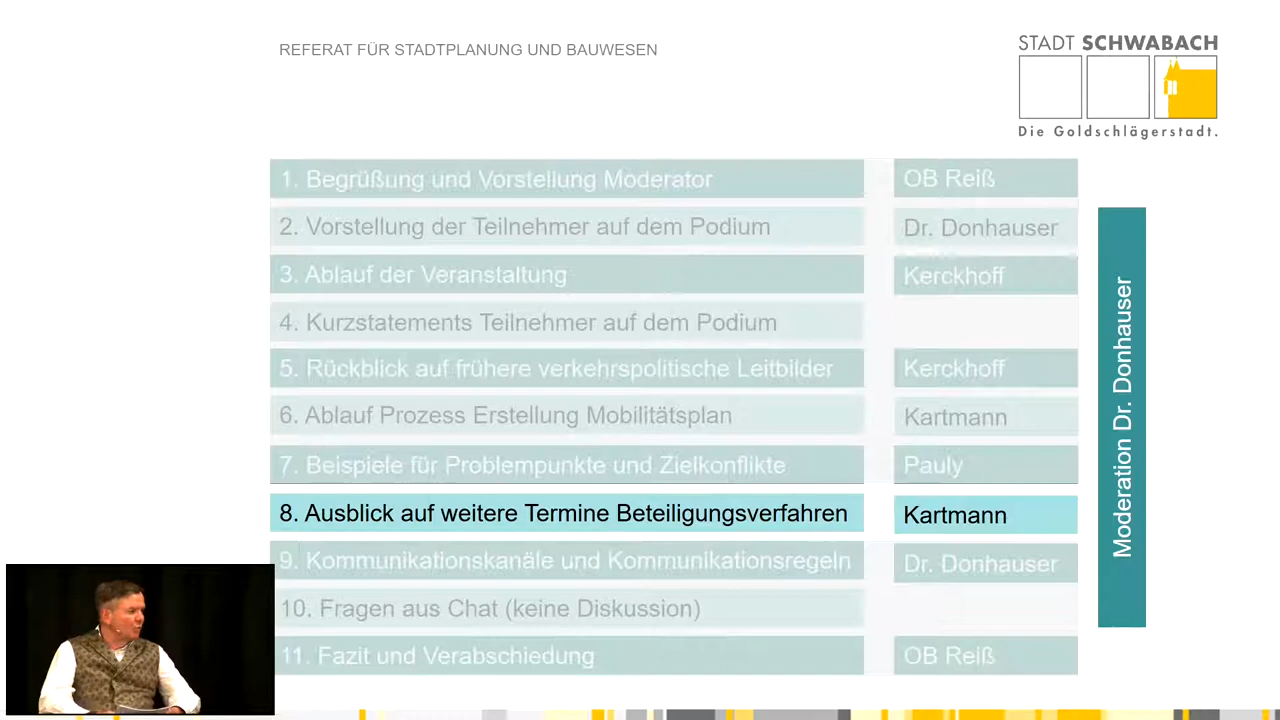 REFERAT FÜR STADTPLANUNG UND BAUWESEN
STADT SCHWABACH
Die Goldschlägerstadt.
1. Begrüßung und Vorstellung Moderator
OB Reiß
2. Vorstellung der Teilnehmer auf dem Podium
Dr. Donhauser
3. Ablauf der Veranstaltung
Kerckhoff
4. Kurzstatements Teilnehmer auf dem Podium
5. Rückblick auf frühere verkehrspolitische Leitbilder
Kerckhoff
6. Ablauf Prozess Erstellung Mobilitätsplan
Kartmann
7. Beispiele für Problempunkte und Zielkonflikte
Pauly
8. Ausblick auf weitere Termine Beteiligungsverfahren
Kartmann
9. Kommunikationskanäle und Kommunikationsregeln
Dr. Donhauser
10. Fragen aus Chat (keine Diskussion)
11. Fazit und Verabschiedung
OB Reiß
Moderation Dr. Donhauser